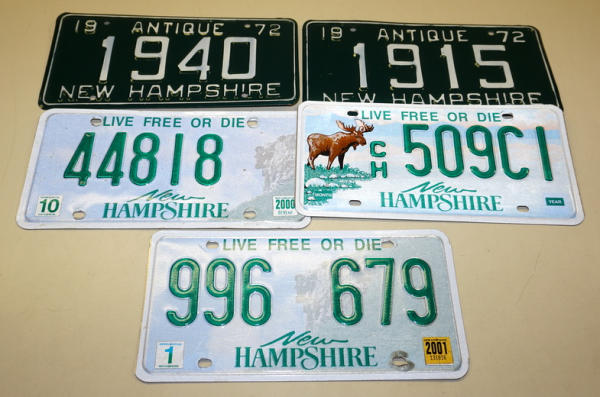 19 ANTIQUE 72
1940
NEW HAMPSHIRE
19 ANTIQUE 72
1915
NEW HAMPSHIRE
LIVE FREE OR DIE
44818
10 New 2000
HAMPSHIRE
LIVE FREE OR DIE
CH 509C1
New
HAMPSHIRE YEAR
LIVE FREE OR DIE
996 679
1 New 2001
HAMPSHIRE